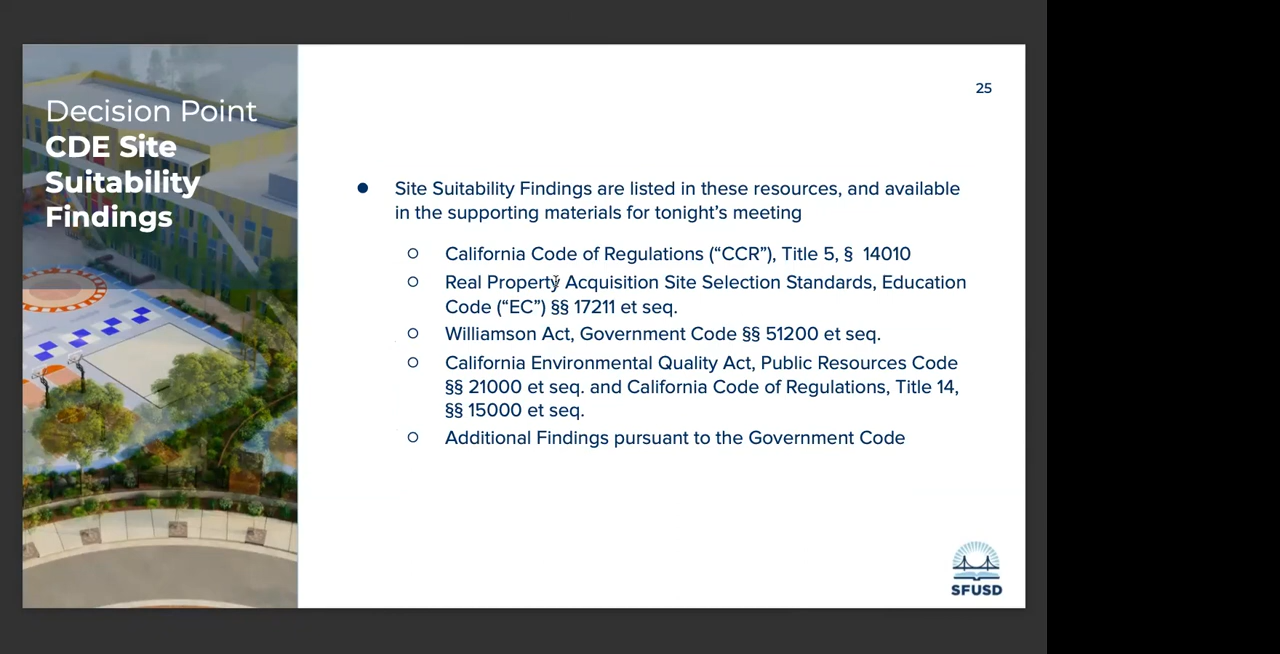 Decision Point
CDE Site
Suitability
Findings
25
● Site Suitability Findings are listed in these resources, and available
in the supporting materials for tonight’s meeting
○ California Code of Regulations (“CCR”), Title 5, § 14010
○ Real Property Acquisition Site Selection Standards, Education
Code (“EC”) §§ 17211 et seq.
○ Williamson Act, Government Code §§ 51200 et seq.
○ California Environmental Quality Act, Public Resources Code
§§ 21000 et seq. and California Code of Regulations, Title 14,
§§ 15000 et seq.
○ Additional Findings pursuant to the Government Code
SFUSD